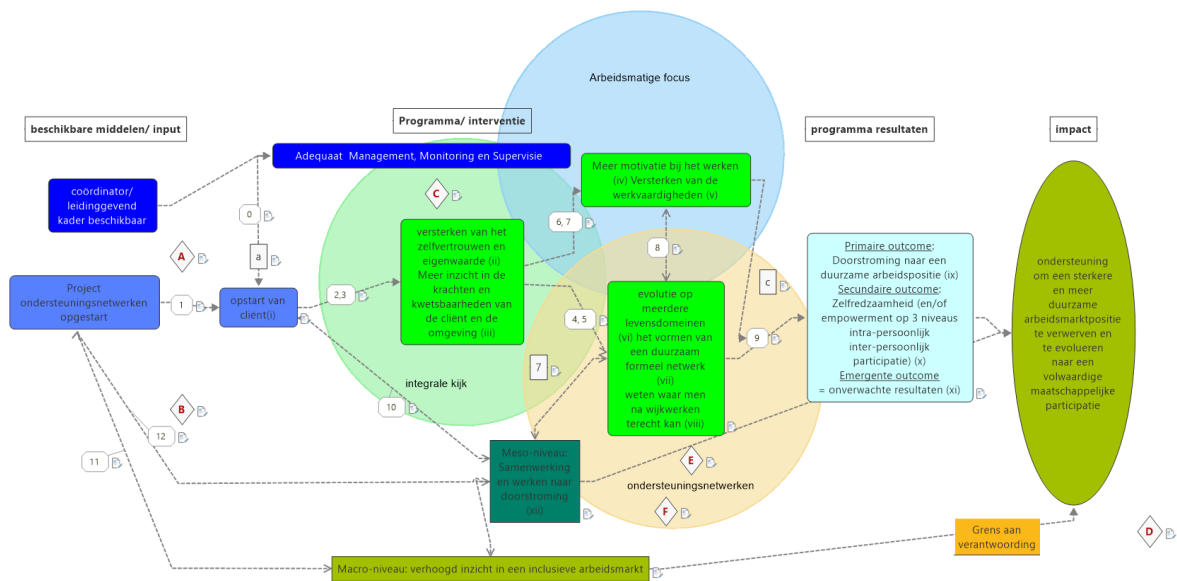 Arbeidsmatige focus
beschikbare middelen/ input
Programma/ interventie
programma resultaten
impact
Adequaat Management, Monitoring en Supervisie
coördinator/
leidinggevend
kader beschikbaar
0
a
A
C
Meer motivatie bij het werken
(iv) Versterken van de
werkvaardigheden (v)
6, 7
8
versterken van het
zelfvertrouwen en
eigenwaarde (ii)
Meer inzicht in de
krachten en
kwetsbaarheden van
de cliënt en de
omgeving (iii)
Project
ondersteuningsnetwerken
opgestart
1
opstart van
cliënt(i)
2,3
4, 5
7
evolutie op
meerdere
levensdomeinen
(vi) het vormen van
een duurzaam
formeel netwerk
(vii)
weten waar men
na wijkwerken
terecht kan (viii)
c
9
Primaire outcome:
Doorstroming naar een
duurzame arbeidspositie (ix)
Secundaire outcome:
Zelfredzaamheid (en/of
empowerment op 3 niveaus
intra-persoonlijk
inter-persoonlijk
participatie) (x)
Emergente outcome
= onverwachte resultaten (xi)
ondersteuning
om een sterkere
en meer
duurzame
arbeidsmarktpositie
te verwerven en
te evolueren
naar een
volwaardige
maatschappelijke
participatie
integrale kijk
10
B
12
11
Meso-niveau:
Samenwerking
en werken naar
doorstroming
(xii)
E
ondersteuningsnetwerken
F
Grens aan
verantwoording
D
Macro-niveau: verhoogd inzicht in een inclusieve arbeidsmarkt